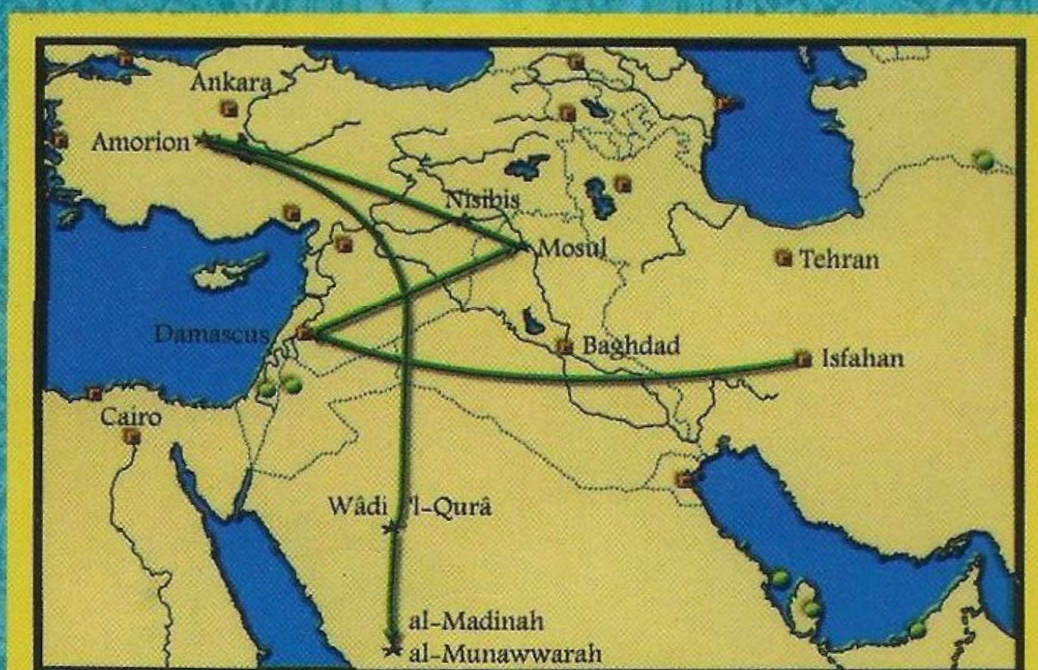 Ankara
Amorion
Nisibis
Mosul
Tehran
Damascus
Baghdad
Isfahan
Cairo
Wâdi 'l-Qurâ
al-Madinah
al-Munawwarah